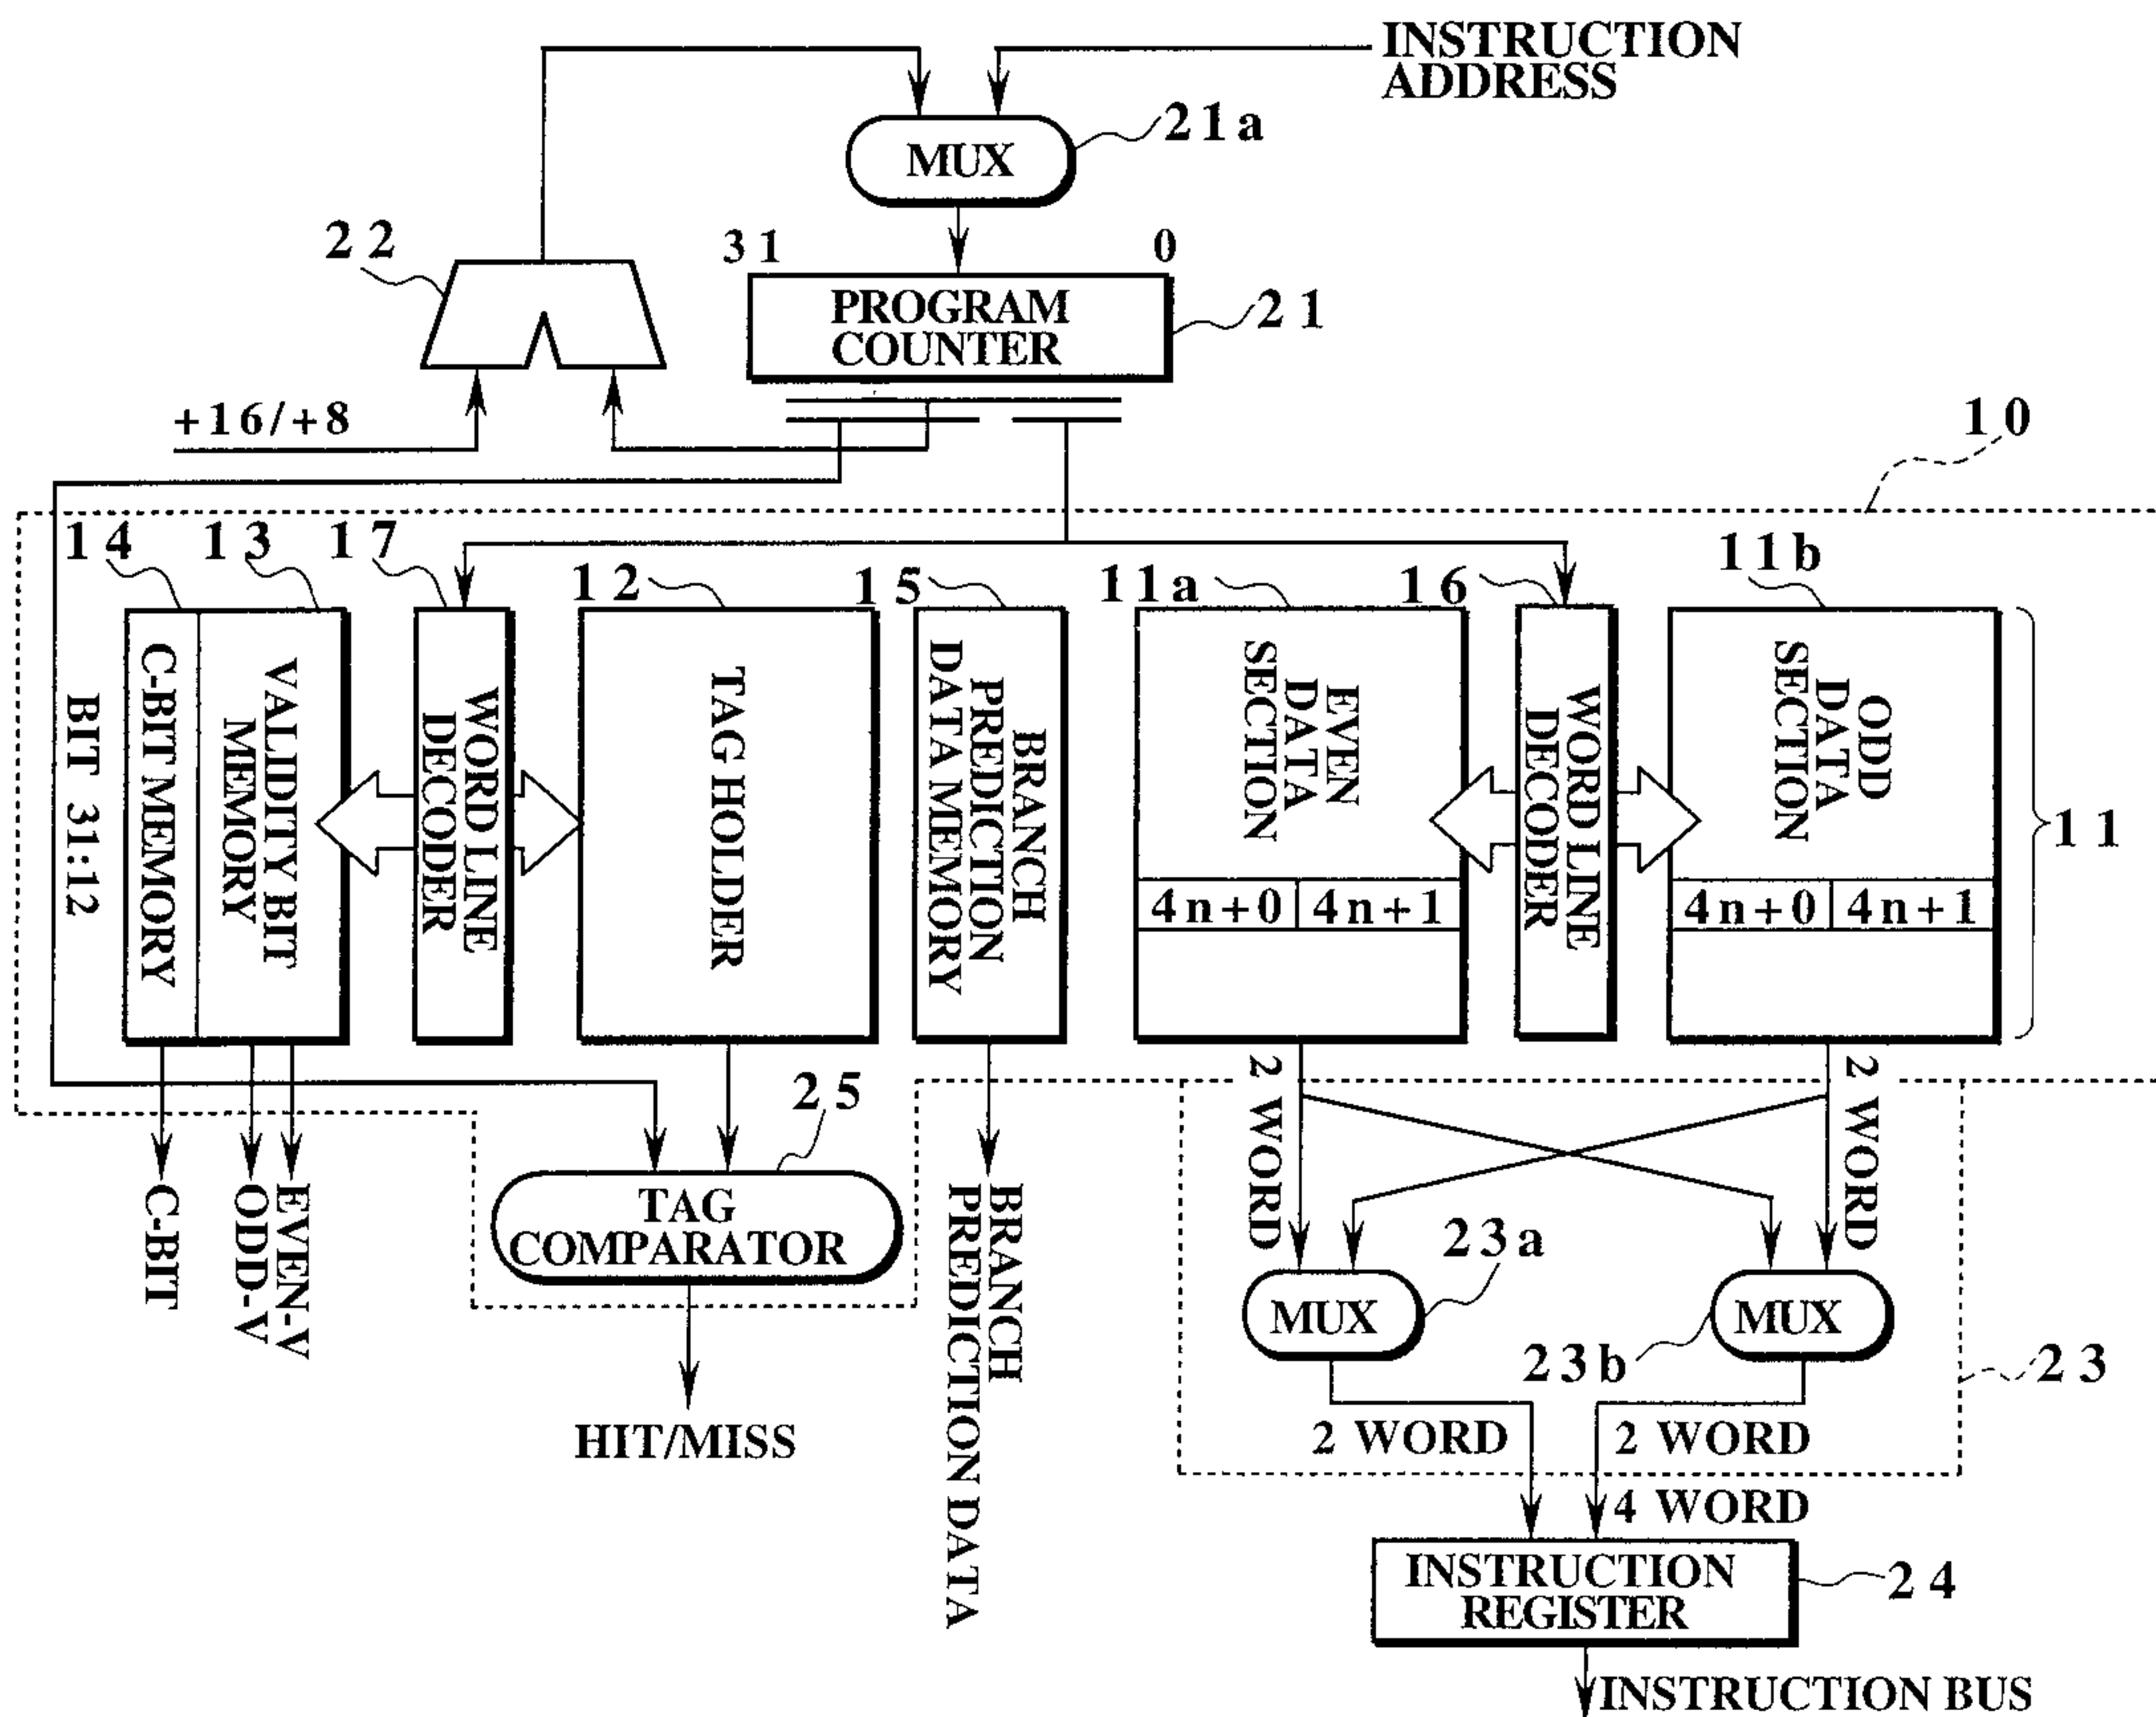 INSTRUCTION
ADDRESS
21a
MUX
22
31
0
PROGRAM
COUNTER
21
+16/+8
10
14
13
17
12
15
11a
16
11b
BIT 31:12
C-BIT MEMORY
VALIDITY BIT
MEMORY
WORD LINE
DECODER
TAG HOLDER
BRANCH
PREDICTION
DATA MEMORY
EVEN
DATA
SECTION
WORD LINE
DECODER
ODD
DATA
SECTION
11
4n+0
4n+1
4n+0
4n+1
2 WORD
2 WORD
25
TAG
COMPARATOR
C-BIT
ODD-V
EVEN-V
BRANCH
PREDICTION DATA
23a
MUX
MUX
23b
23
HIT/MISS
2 WORD
2 WORD
4 WORD
INSTRUCTION
REGISTER
24
INSTRUCTION BUS